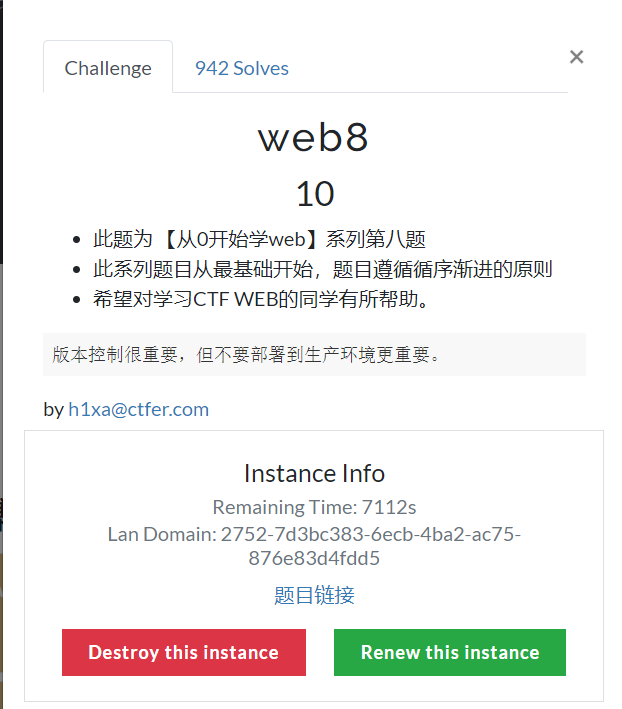 Challenge
942 Solves
×
web8
10
此题为 【从0开始学web】系列第八题
此系列题目从最基础开始，题目遵循循序渐进的原则
希望对学习CTF WEB的同学有所帮助。
版本控制很重要，但不要部署到生产环境更重要。
by h1xa@ctfer.com
Instance Info
Remaining Time: 7112s
Lan Domain: 2752-7d3bc383-6ecb-4ba2-ac75-
876e83d4fdd5
题目链接
Destroy this instance
Renew this instance